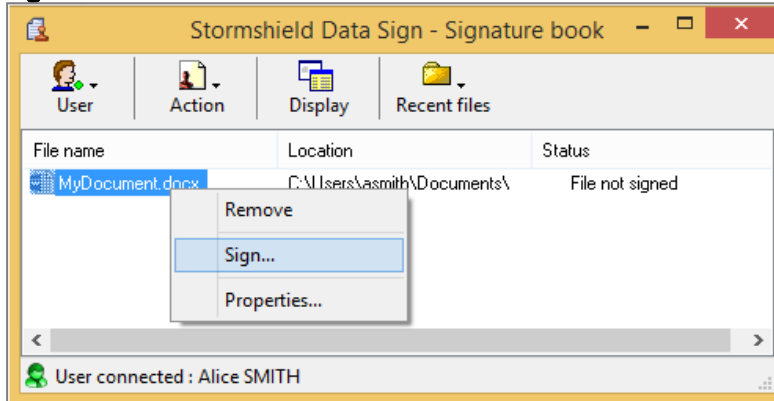 Stormshield Data Sign - Signature book
User Action Display Recent files
File name Location Status
MyDocument.docx C:\Users\asmith\Documents\ File not signed
Remove
Sign...
Properties...
User connected : Alice SMITH